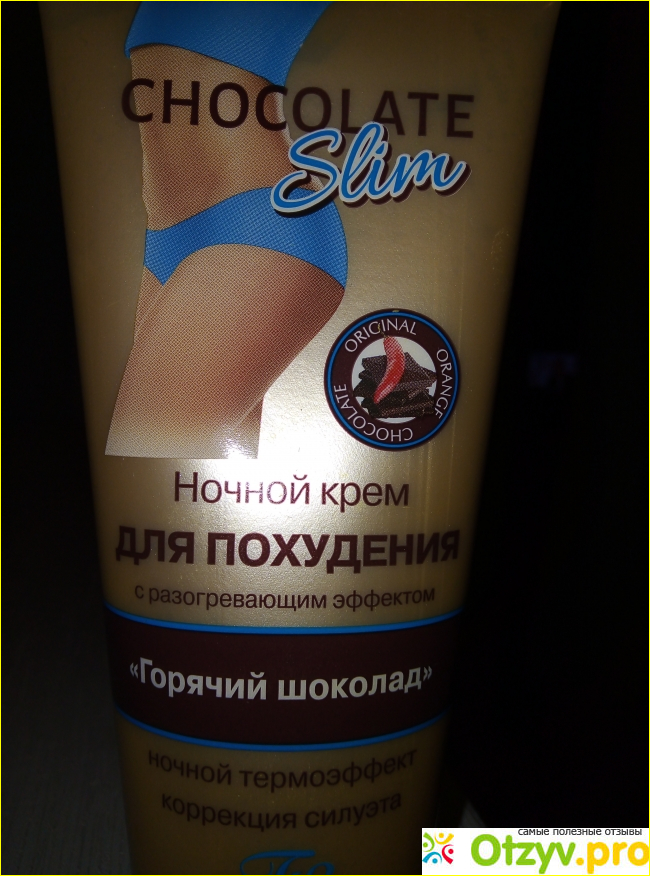 CHOCOLATE
Slim
ORIGINAL ORANGE CHOCOLATE
Ночной крем
ДЛЯ ПОХУДЕНИЯ
с разогревающим эффектом
«Горячий шоколад»
ночной термоэффект
коррекция силуэта
самые полезные отзывы
Otzyv.pro